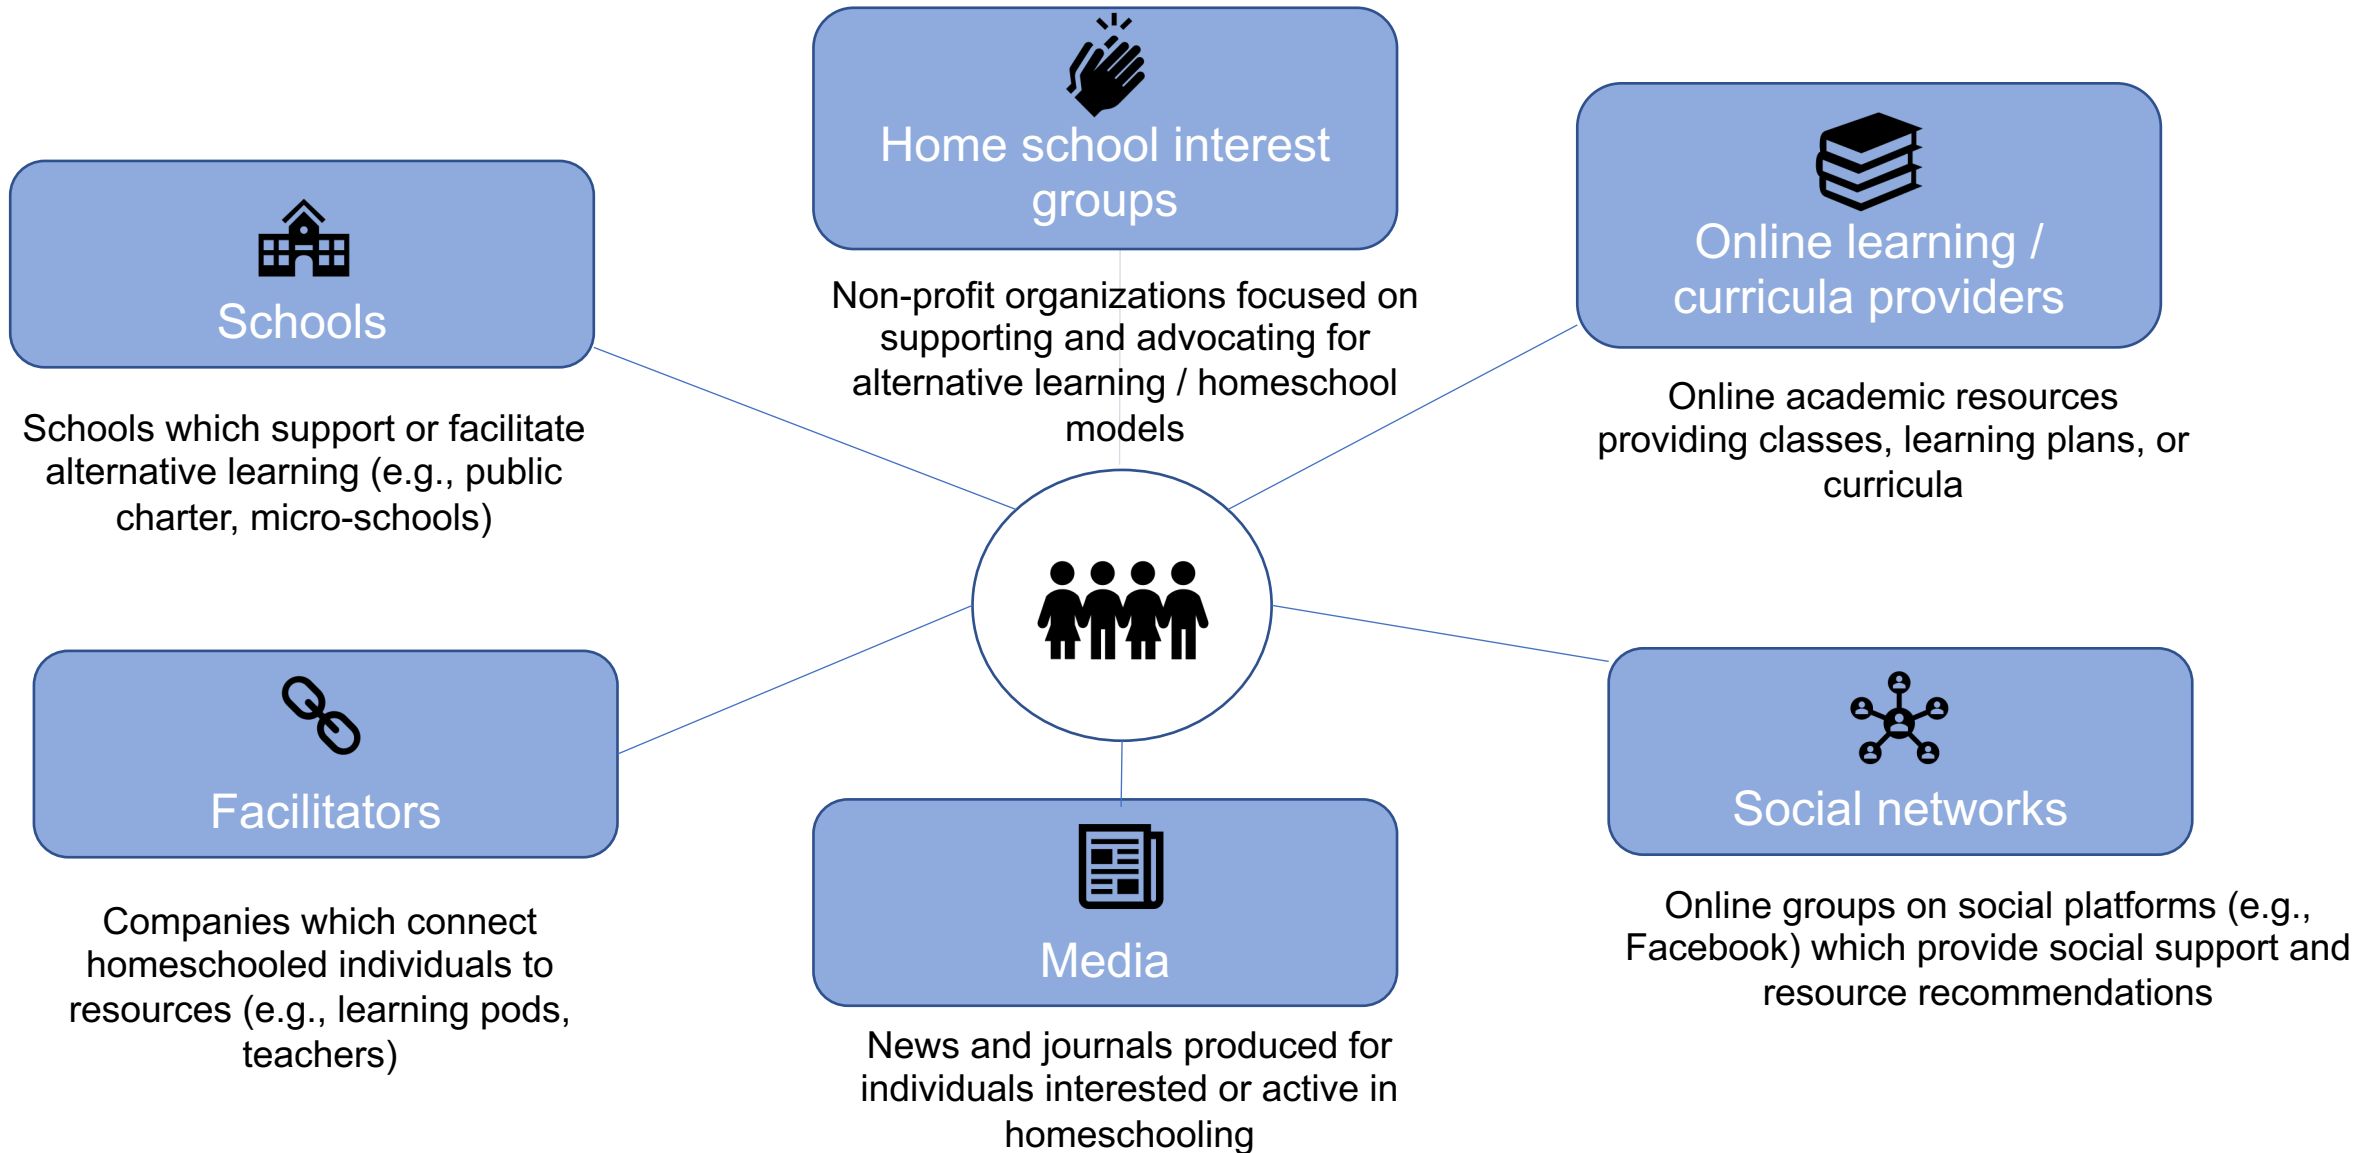 Home school interest
groups
Non-profit organizations focused on
supporting and advocating for
alternative learning / homeschool
models
Schools
Schools which support or facilitate
alternative learning (e.g., public
charter, micro-schools)
Online learning /
curricula providers
Online academic resources
providing classes, learning plans, or
curricula
Facilitators
Companies which connect
homeschooled individuals to
resources (e.g., learning pods,
teachers)
Media
News and journals produced for
individuals interested or active in
homeschooling
Social networks
Online groups on social platforms (e.g.,
Facebook) which provide social support and
resource recommendations